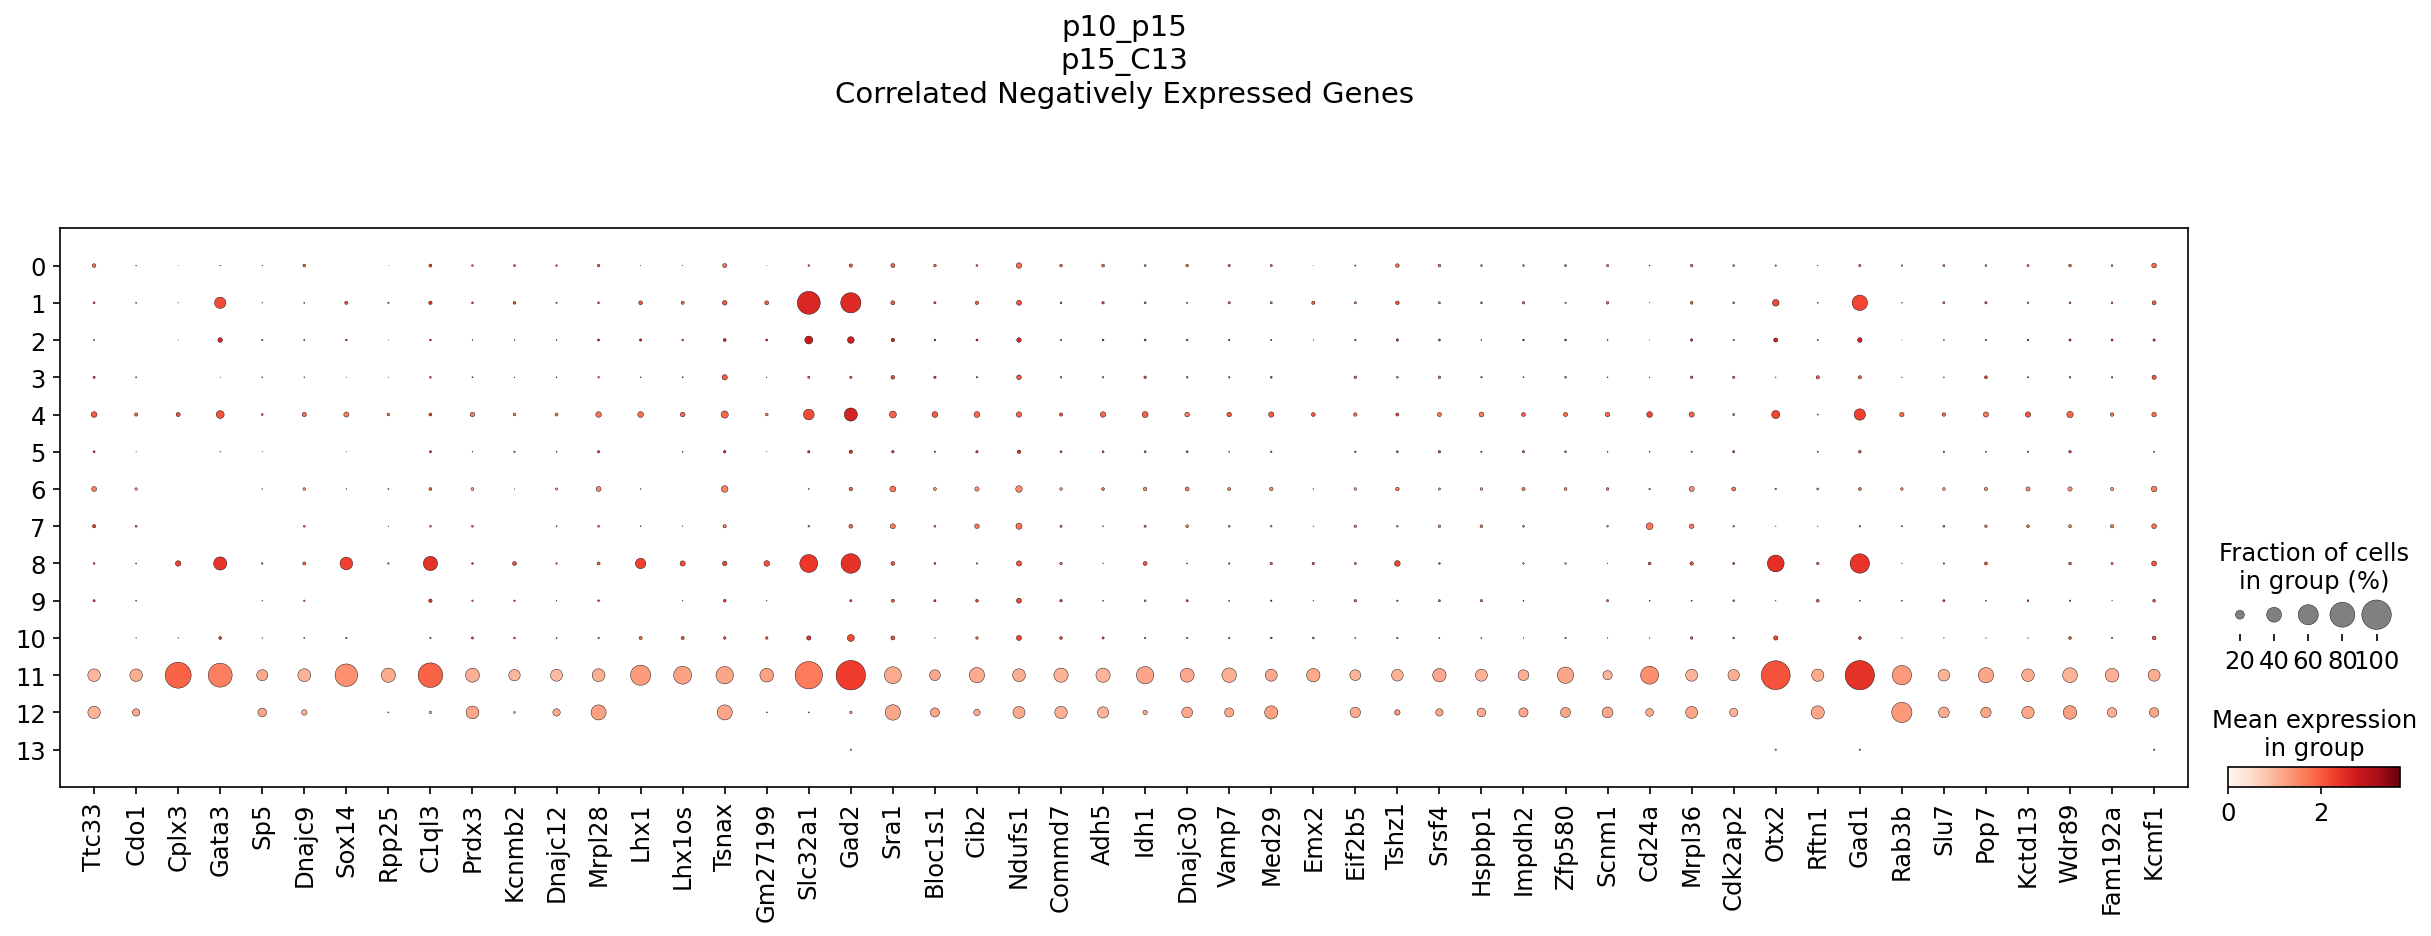 p10_p15
p15_C13
Correlated Negatively Expressed Genes
0
1
2
3
4
5
6
7
8
9
10
11
12
13
Ttc33
Cdo1
Cplx3
Gata3
Sp5
Dnajc9
Sox14
Rpp25
C1ql3
Prdx3
Kcnmb2
Dnajc12
Mrpl28
Lhx1
Lhx1os
Tsnax
Gm27199
Slc32a1
Gad2
Sra1
Bloc1s1
Cib2
Ndufs1
Commd7
Adh5
Idh1
Dnajc30
Vamp7
Med29
Emx2
Eif2b5
Tshz1
Srsf4
Hspbp1
Impdh2
Zfp580
Scnm1
Cd24a
Mrpl36
Cdk2ap2
Otx2
Rftn1
Gad1
Rab3b
Slu7
Pop7
Kctd13
Wdr89
Fam192a
Kcmf1
Fraction of cells
in group (%)
20 40 60 80 100
Mean expression
in group
0 2